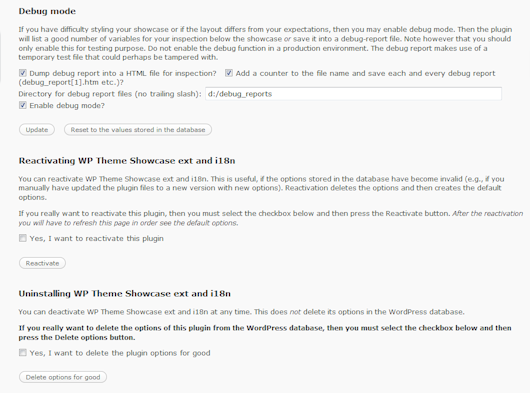 Debug mode
If you have difficulty styling your showcase or if the layout differs from your expectations, then you may enable debug mode. Then the plugin
will list a good number of variables for your inspection below the showcase or save it into a debug-report file. Note however that you should
only enable this for testing purpose. Do not enable the debug function in a production environment. The debug report makes use of a
temporary test file that could perhaps be tampered with.
Dump debug report into a HTML file for inspection? Add a counter to the file name and save each and every debug report
(debug_report[1].htm etc.)?
Directory for debug report files (no trailing slash): d:/debug_reports
Enable debug mode?
Update Reset to the values stored in the database
Reactivating WP Theme Showcase ext and i18n
You can reactivate WP Theme Showcase ext and i18n. This is useful, if the options stored in the database have become invalid (e.g., if you
manually have updated the plugin files to a new version with new options). Reactivation deletes the options and then creates the default
options.
If you really want to reactivate this plugin, then you must select the checkbox below and then press the Reactivate button. After the reactivation
you will have to refresh this page in order see the default options.
Yes, I want to reactivate this plugin
Reactivate
Uninstalling WP Theme Showcase ext and i18n
You can deactivate WP Theme Showcase ext and i18n at any time. This does not delete its options in the WordPress database.
If you really want to delete the options of this plugin from the WordPress database, then you must select the checkbox below and then
press the Delete options button.
Yes, I want to delete the plugin options for good
Delete options for good